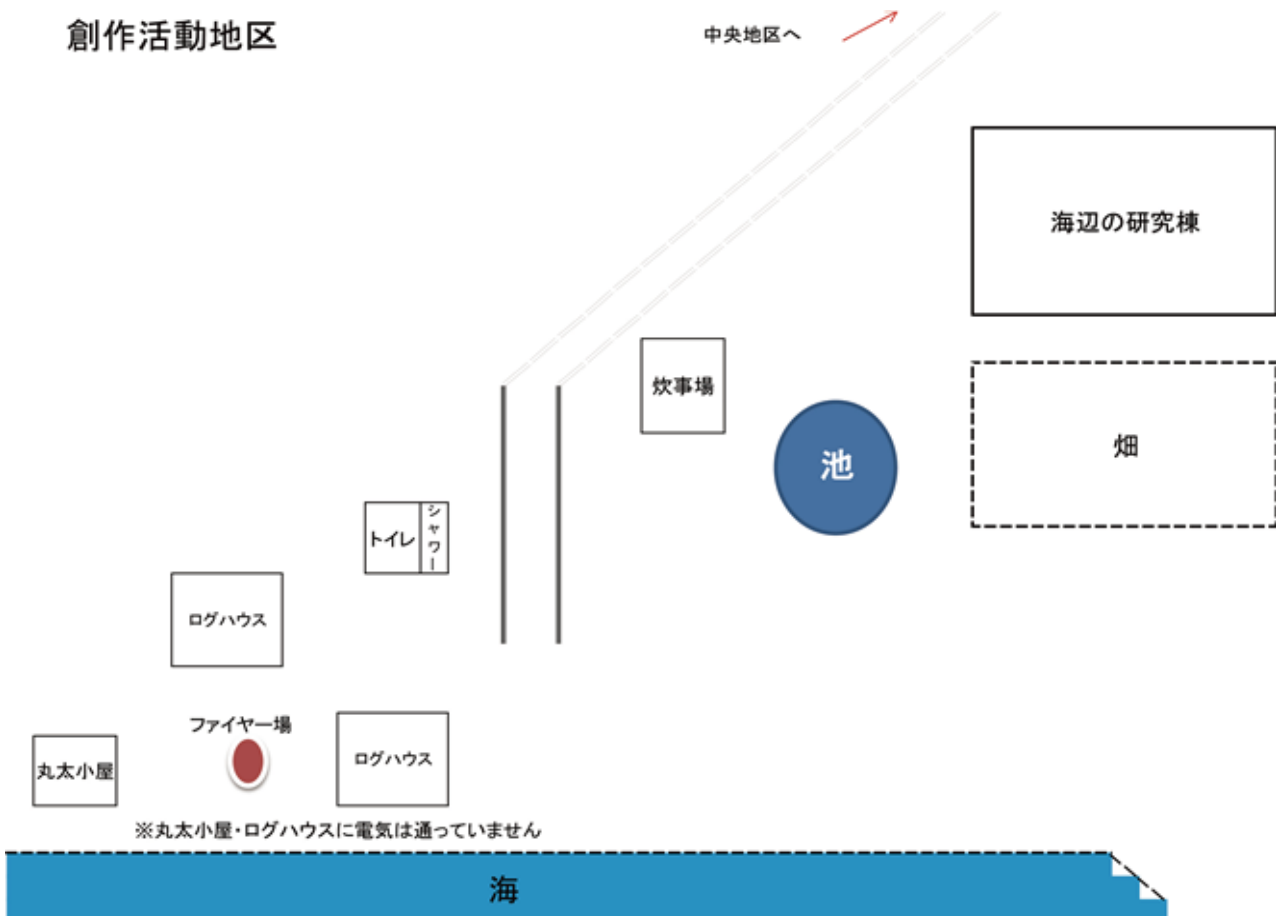 創作活動地区
中央地区へ
海辺の研究棟
炊事場
畑
池
トイレ
シャワー
ログハウス
ファイヤー場
丸太小屋
ログハウス
※丸太小屋・ログハウスに電気は通っていません
海